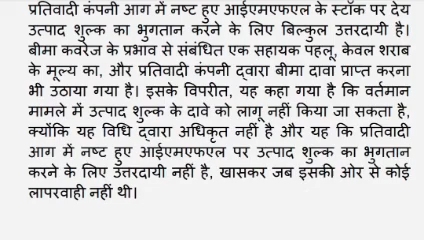 प्रतिवादी कंपनी आग में नष्ट हुए आईएमएफएल के स्टॉक पर देय
उत्पाद शुल्क का भुगतान करने के लिए बिल्कुल उत्तरदायी है।
बीमा कवरेज के प्रभाव से संबंधित एक सहायक पहलू, केवल शराब
के मूल्य का, और प्रतिवादी कंपनी द्वारा बीमा दावा प्राप्त करना
भी उठाया गया है। इसके विपरीत, यह कहा गया है कि वर्तमान
मामले में उत्पाद शुल्क के दावे को लागू नहीं किया जा सकता है,
क्योंकि यह विधि द्वारा अधिकृत नहीं है और यह कि प्रतिवादी
आग में नष्ट हुए आईएमएफएल पर उत्पाद शुल्क का भुगतान
करने के लिए उत्तरदायी नहीं है, खासकर जब इसकी ओर से कोई
लापरवाही नहीं थी।